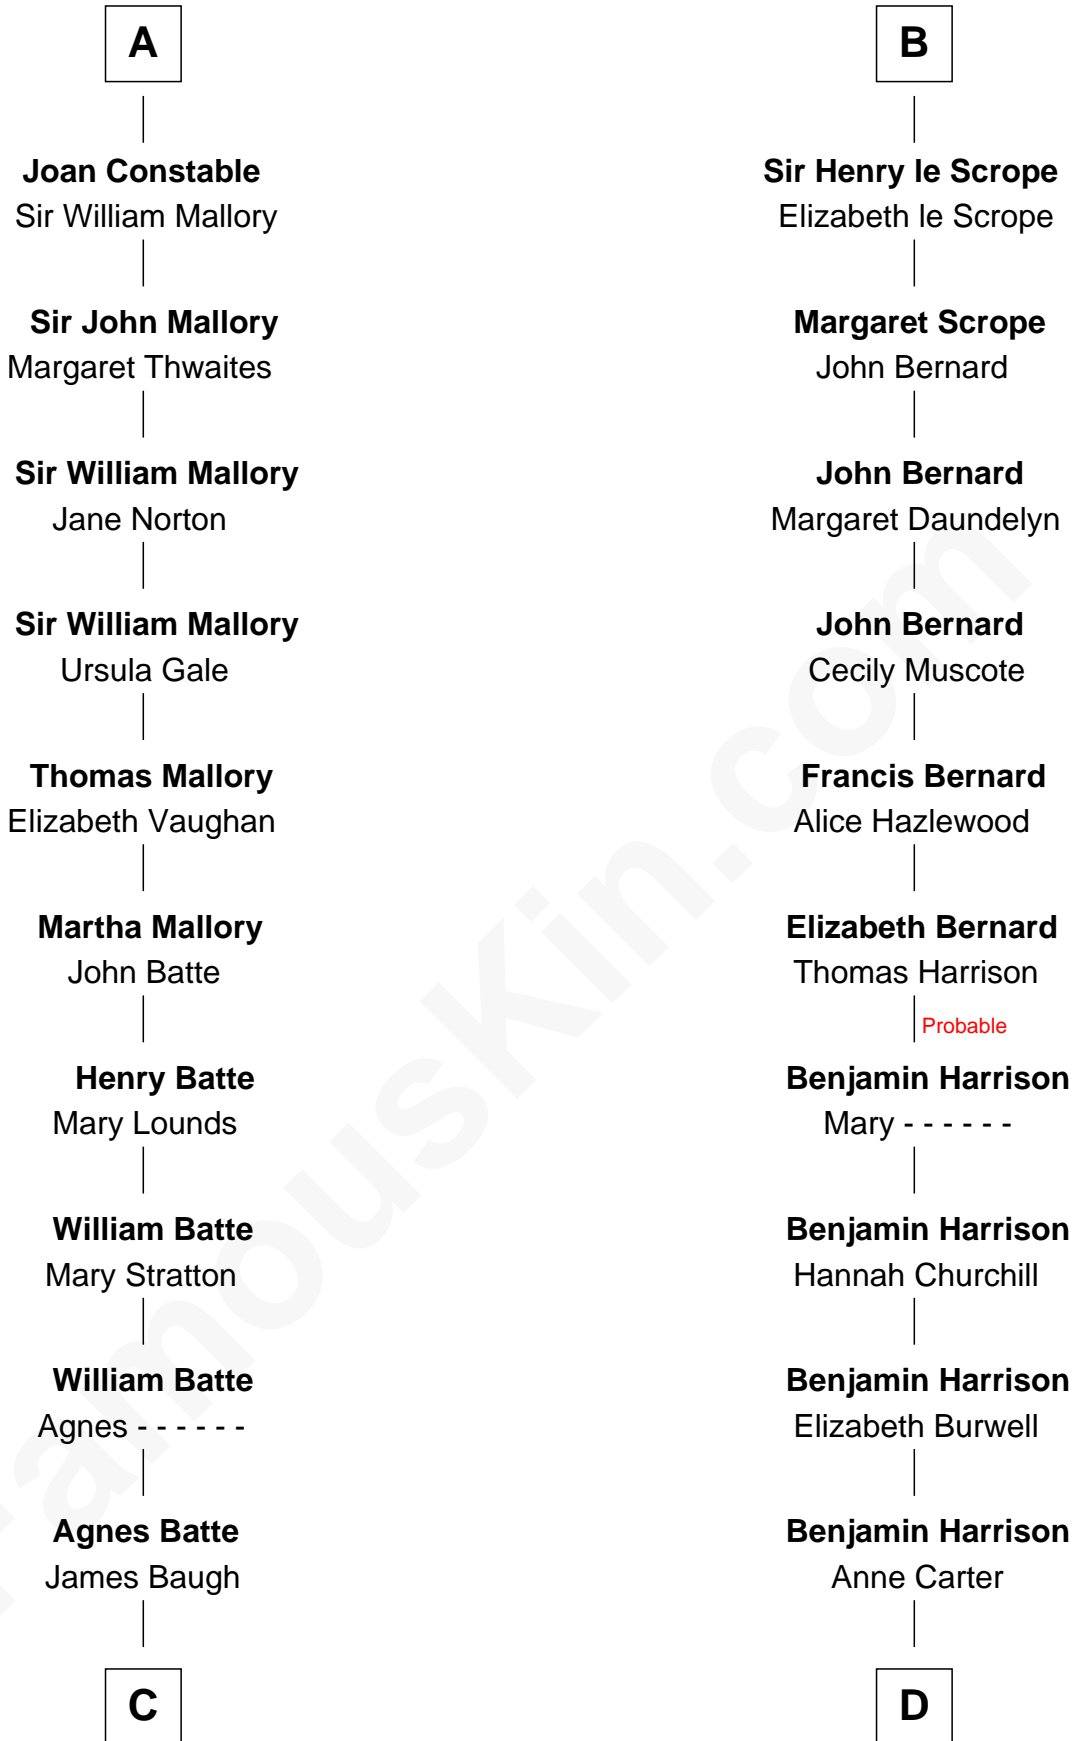 A
Joan Constable
Sir William Mallory
Sir John Mallory
Margaret Thwaites
Sir William Mallory
Jane Norton
Sir William Mallory
Ursula Gale
Thomas Mallory
Elizabeth Vaughan
Martha Mallory
John Batte
Henry Batte
Mary Lounds
William Batte
Mary Stratton
William Batte
Agnes - - - - - -
Agnes Batte
James Baugh
C
B
Sir Henry le Scrope
Elizabeth le Scrope
Margaret Scrope
John Bernard
John Bernard
Margaret Daundelyn
John Bernard
Cecily Muscote
Francis Bernard
Alice Hazlewood
Elizabeth Bernard
Thomas Harrison
Probable
Benjamin Harrison
Mary - - - - - -
Benjamin Harrison
Hannah Churchill
Benjamin Harrison
Elizabeth Burwell
Benjamin Harrison
Anne Carter
D
FamousKin.com